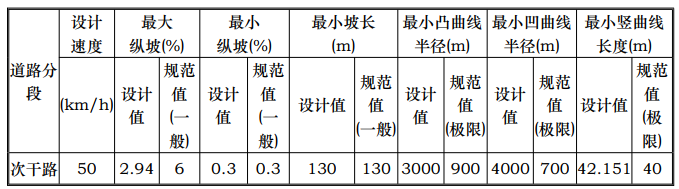 道路分段 设计速度 最大纵坡(%) 最小纵坡(%) 最小坡长(m) 最小凸曲线半径(m) 最小凹曲线半径(m) 最小竖曲线长度(m)
(km/h) 设计值 规范值(一般) 设计值 规范值(一般) 设计值 规范值(一般) 设计值 规范值(极限) 设计值 规范值(极限) 设计值 规范值(极限)
次干路 50 2.94 6 0.3 0.3 130 130 3000 900 4000 700 42.151 40